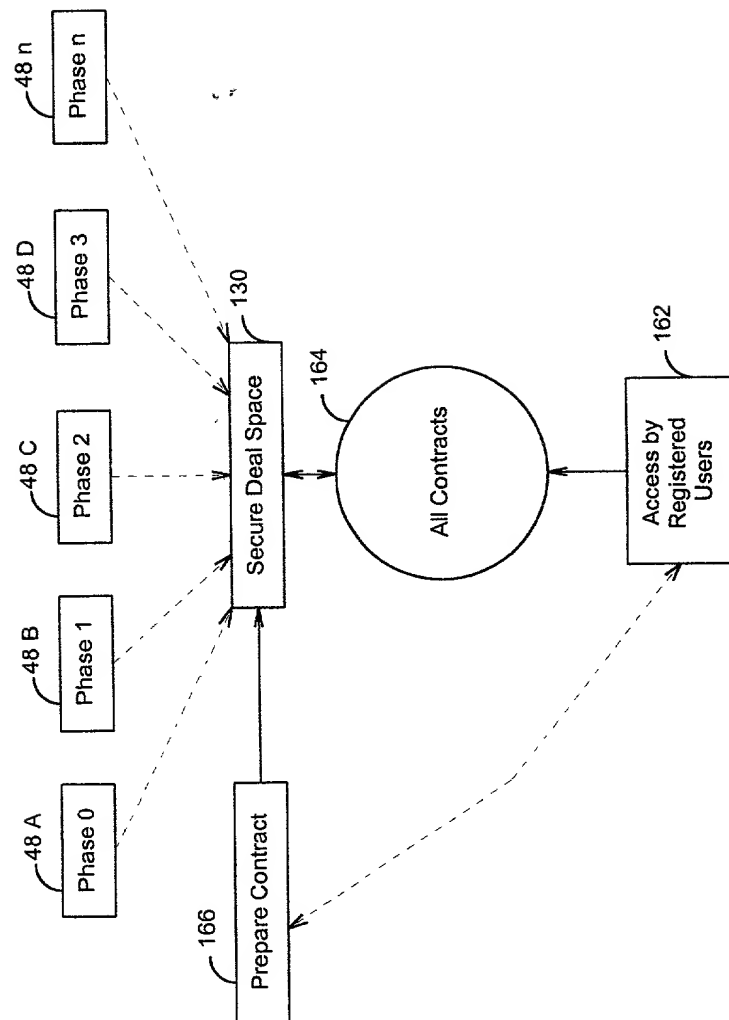 48 A
Phase 0
48 B
Phase 1
48 C
Phase 2
48 D
Phase 3
48 n
Phase n
166
Prepare Contract
130
Secure Deal Space
164
All Contracts
162
Access by
Registered
Users